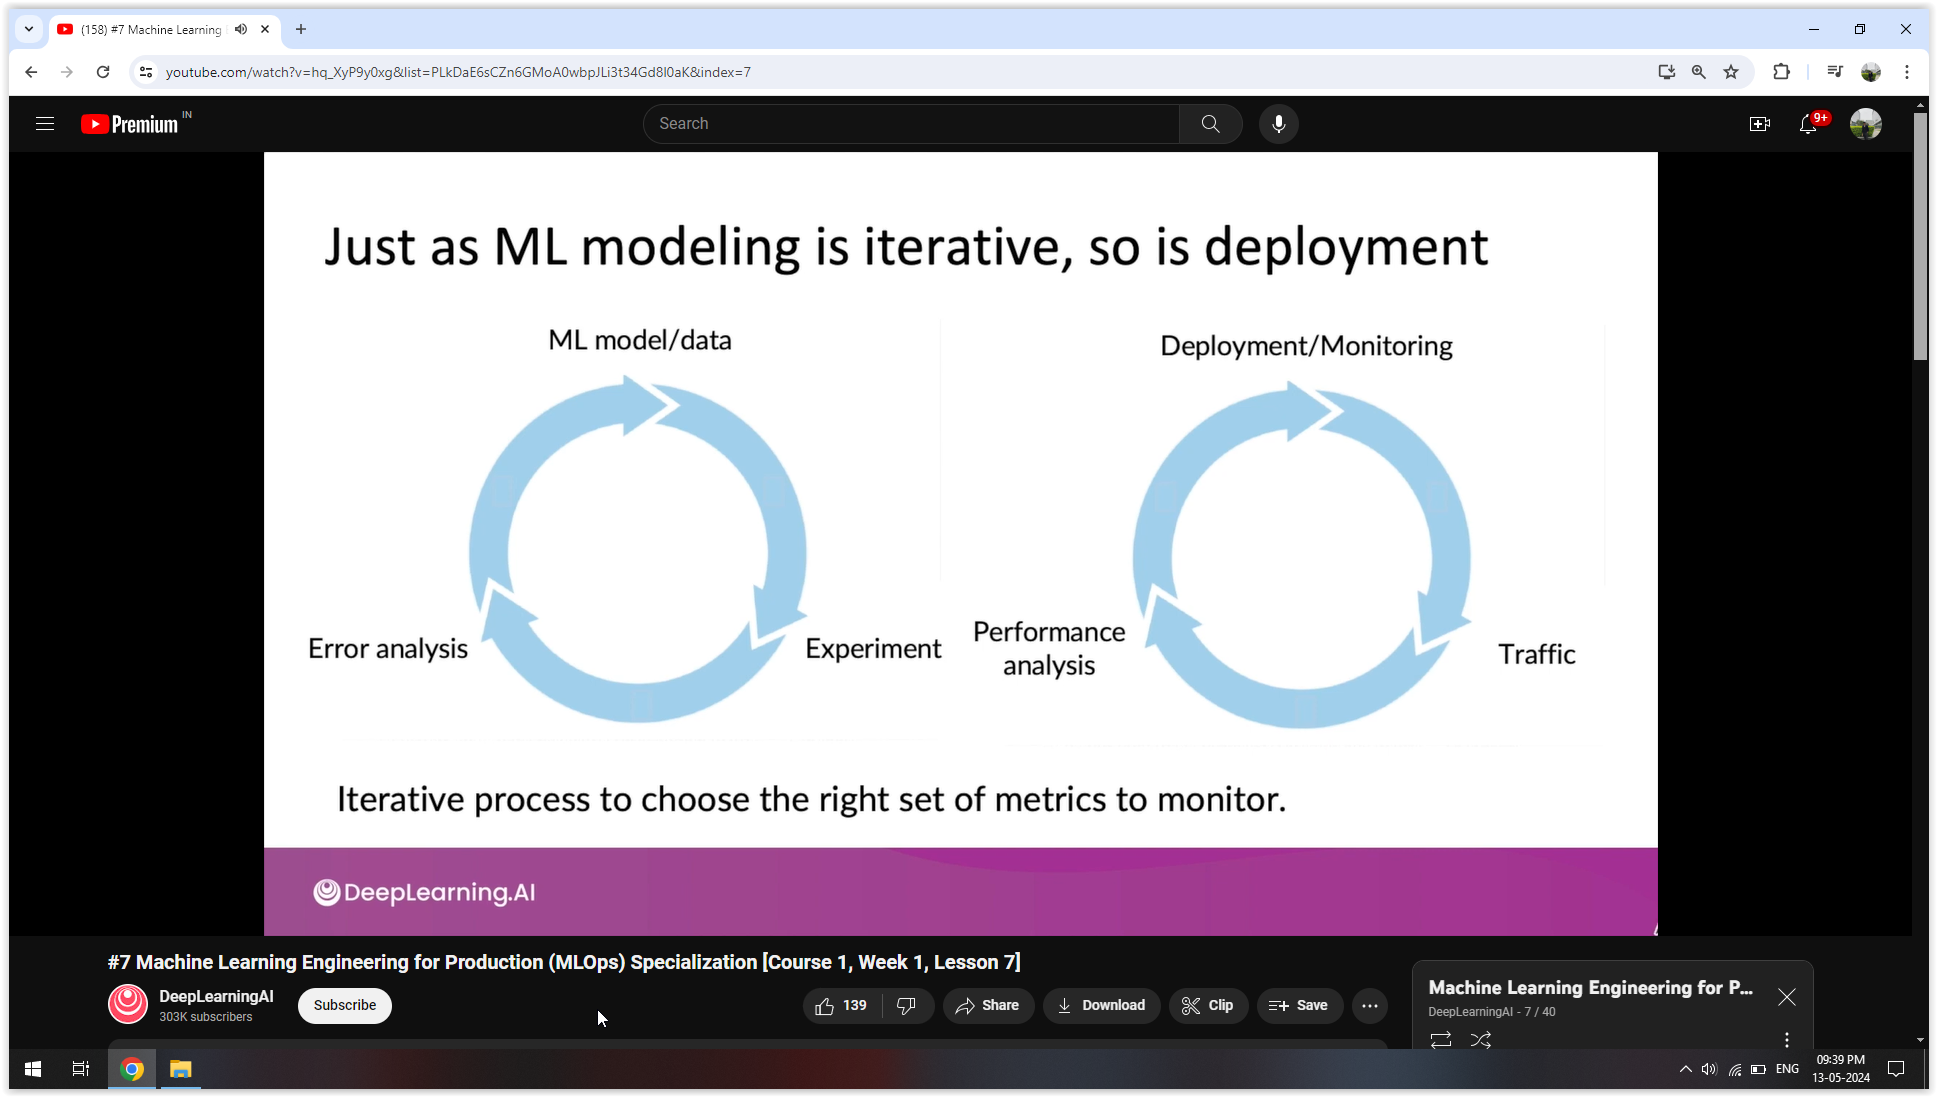 (158) #7 Machine Learning
youtube.com/watch?v=hq_XyP9y0xg&list=PLkDaE6sCZn6GMoA0wbpJLi3t34Gd8l0aK&index=7
Premium IN
Search
9+
Just as ML modeling is iterative, so is deployment
ML model/data
Deployment/Monitoring
Error analysis
Experiment
Performance
analysis
Traffic
Iterative process to choose the right set of metrics to monitor.
DeepLearning.AI
#7 Machine Learning Engineering for Production (MLOps) Specialization [Course 1, Week 1, Lesson 7]
DeepLearningAI
303K subscribers
Subscribe
139
Share
Download
Clip
Save
Machine Learning Engineering for P...
DeepLearningAI - 7 / 40
ENG
09:39 PM
13-05-2024